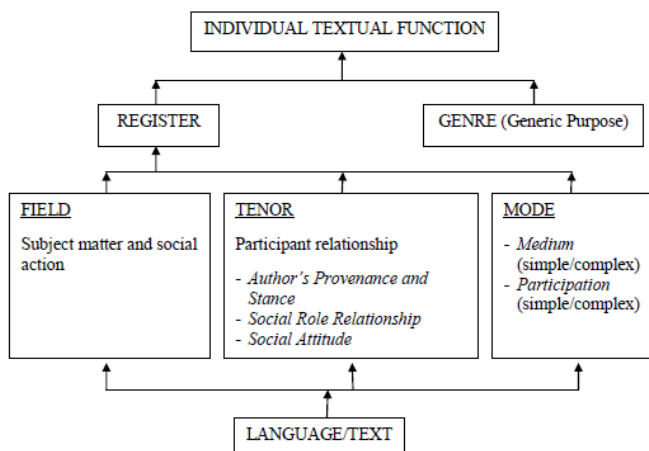 INDIVIDUAL TEXTUAL FUNCTION
REGISTER
GENRE (Generic Purpose)
FIELD
Subject matter and social
action
TENOR
Participant relationship
- Author's Provenance and
Stance
- Social Role Relationship
- Social Attitude
MODE
- Medium
(simple/complex)
- Participation
(simple/complex)
LANGUAGE/TEXT